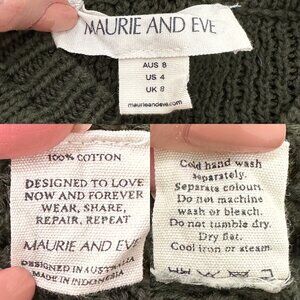 MAURIE AND EVE
AUS 8
US 4
UK 8
maurieandeve.com
100% COTTON
DESIGNED TO LOVE
NOW AND FOREVER
WEAR, SHARE,
REPAIR, REPEAT
MAURIE AND EVE
DESIGNED IN AUSTRALIA
MADE IN INDONESIA
Cold hand wash
separately.
Separate colours.
Do not machine
wash or bleach.
Do not tumble dry.
Dry flat.
Cool iron or steam.